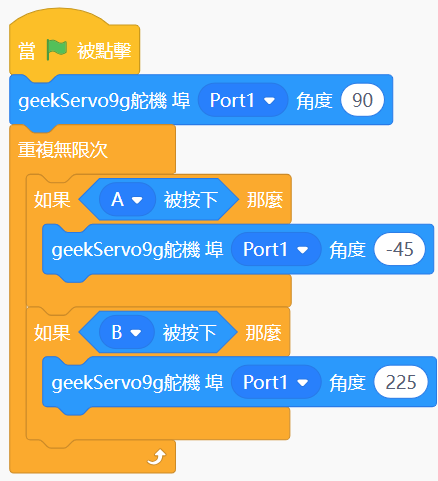 當 被點擊
geekServo9g舵機 埠 Port1 角度 90
重複無限次
如果 A 被按下 那麼
geekServo9g舵機 埠 Port1 角度 -45
如果 B 被按下 那麼
geekServo9g舵機 埠 Port1 角度 225